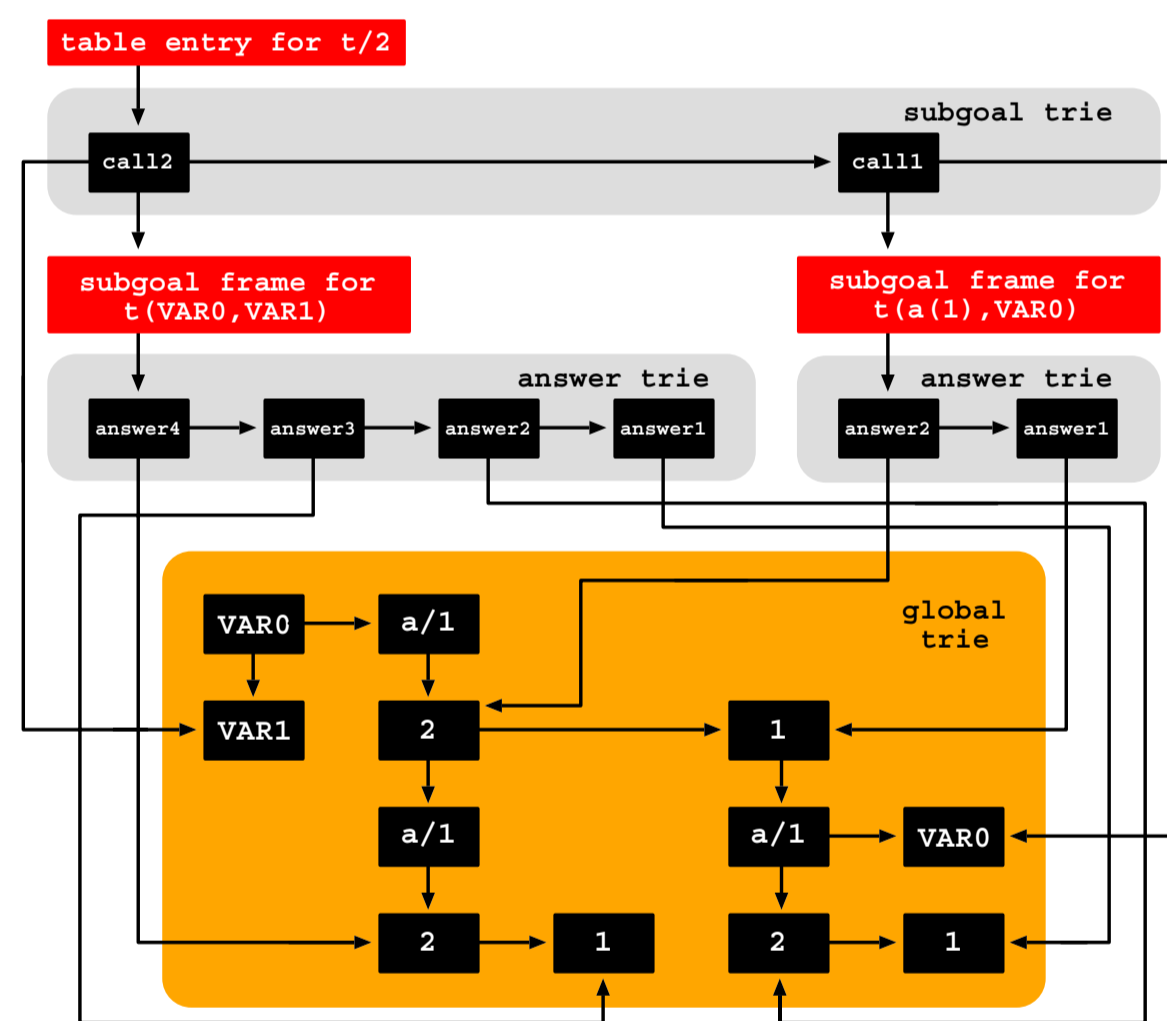 table entry for t/2
subgoal trie
call2
call1
subgoal frame for
t(VAR0,VAR1)
subgoal frame for
t(a(1),VAR0)
answer trie
answer trie
answer4
answer3
answer2
answer1
answer2
answer1
global
trie
VAR0
a/1
VAR1
2
1
a/1
a/1
VAR0
2
1
2
1